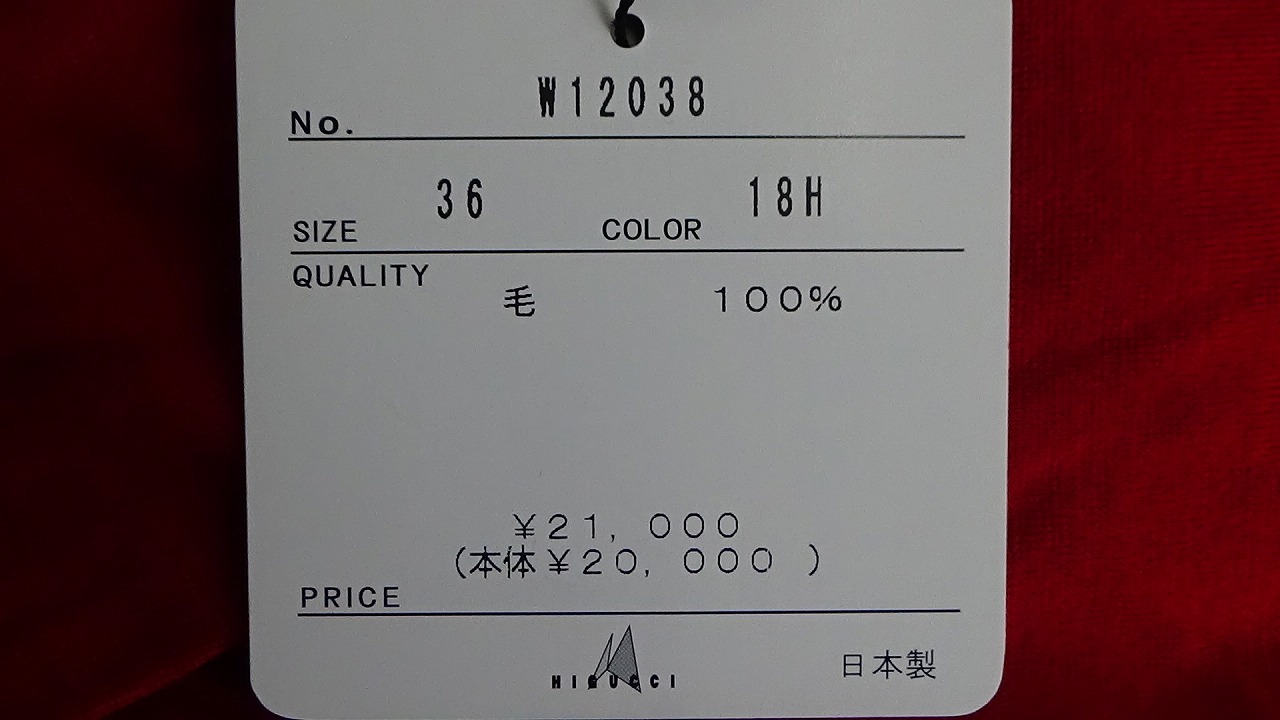 No. W12038
SIZE 36 COLOR 18H
QUALITY
毛 100%
¥21,000
(本体¥20,000 )
PRICE
HIGUCCI
日本製